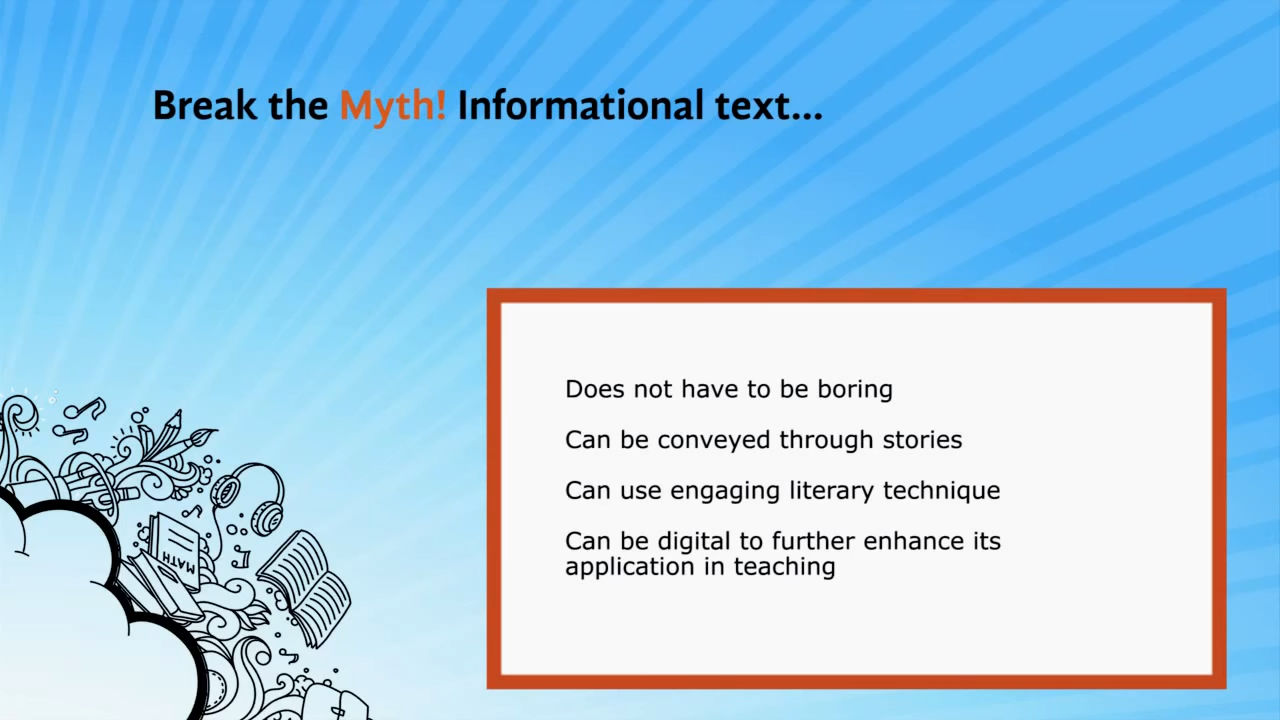 Break the Myth! Informational text...
Does not have to be boring
Can be conveyed through stories
Can use engaging literary technique
Can be digital to further enhance its
application in teaching
MATH